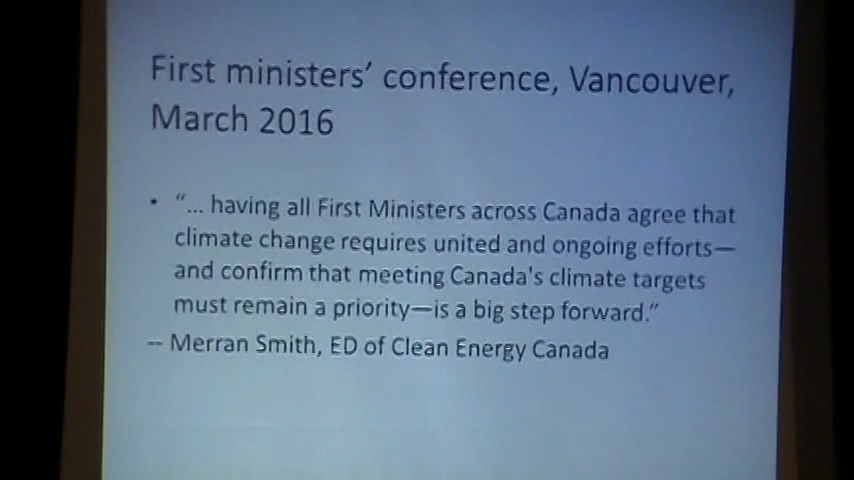 First ministers’ conference, Vancouver,
March 2016
• “... having all First Ministers across Canada agree that
climate change requires united and ongoing efforts—
and confirm that meeting Canada's climate targets
must remain a priority—is a big step forward.”
-- Merran Smith, ED of Clean Energy Canada